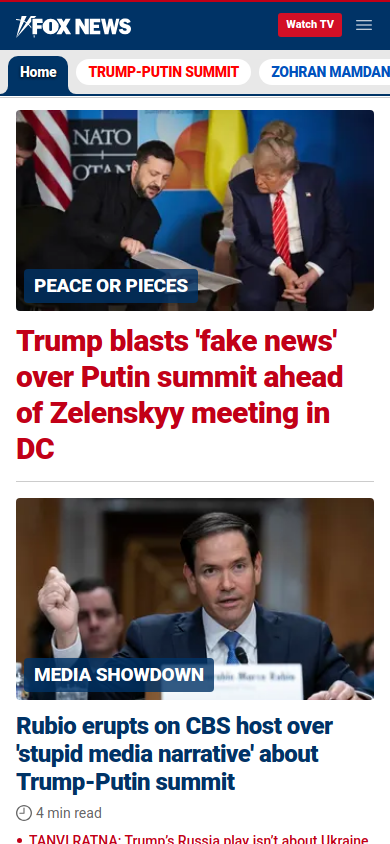 FOX NEWS
Watch TV
Home
TRUMP-PUTIN SUMMIT
ZOHRAN MAMDAN
NATO
OTAN
PEACE OR PIECES
Trump blasts 'fake news'
over Putin summit ahead
of Zelenskyy meeting in
DC
MEDIA SHOWDOWN
Rubio erupts on CBS host over
'stupid media narrative' about
Trump-Putin summit
4 min read
• TANVI RATNA: Trump's Russia play isn't about Ukraine